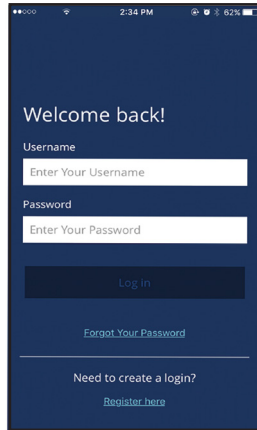 2:34 PM
62%
Welcome back!
Username
Enter Your Username
Password
Enter Your Password
Log in
Forgot Your Password
Need to create a login?
Register here